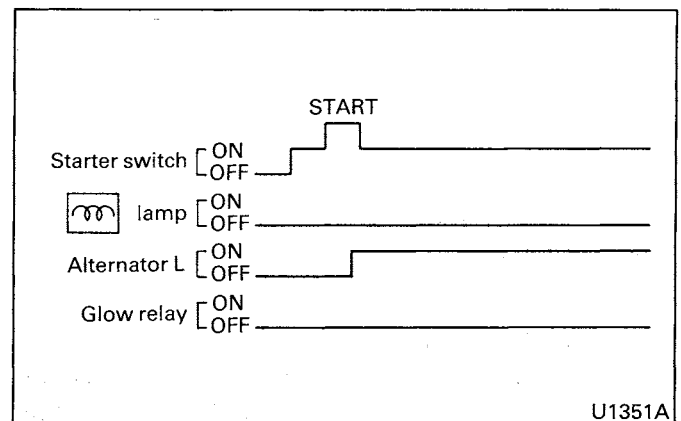 START
Starter switch ON
OFF
lamp ON
OFF
Alternator L ON
OFF
Glow relay ON
OFF
U1351A